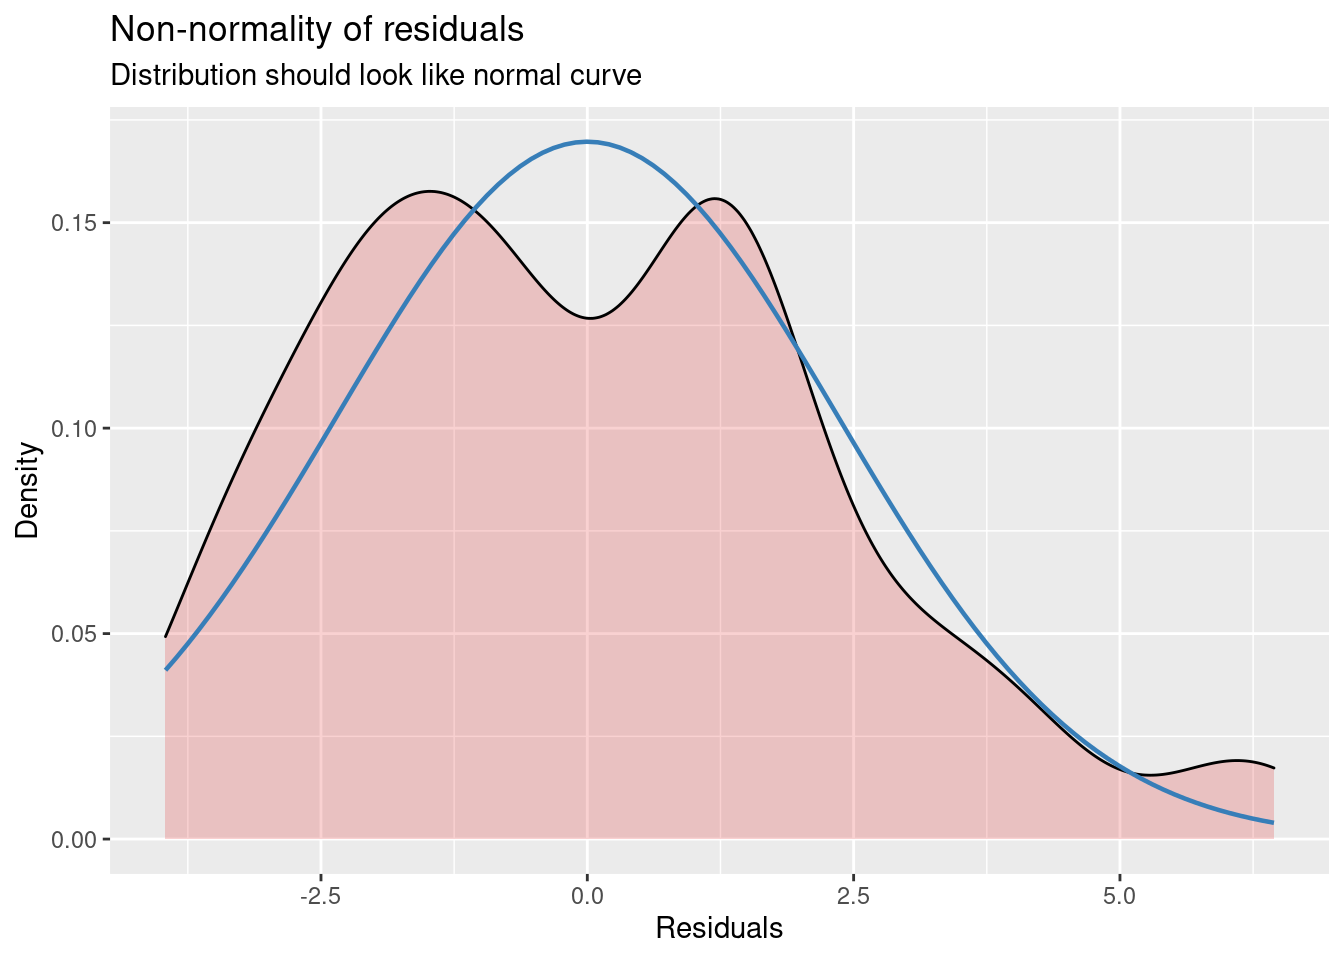 Non-normality of residuals
Distribution should look like normal curve
Density
0.15
0.10
0.05
0.00
-2.5 0.0 2.5 5.0
Residuals